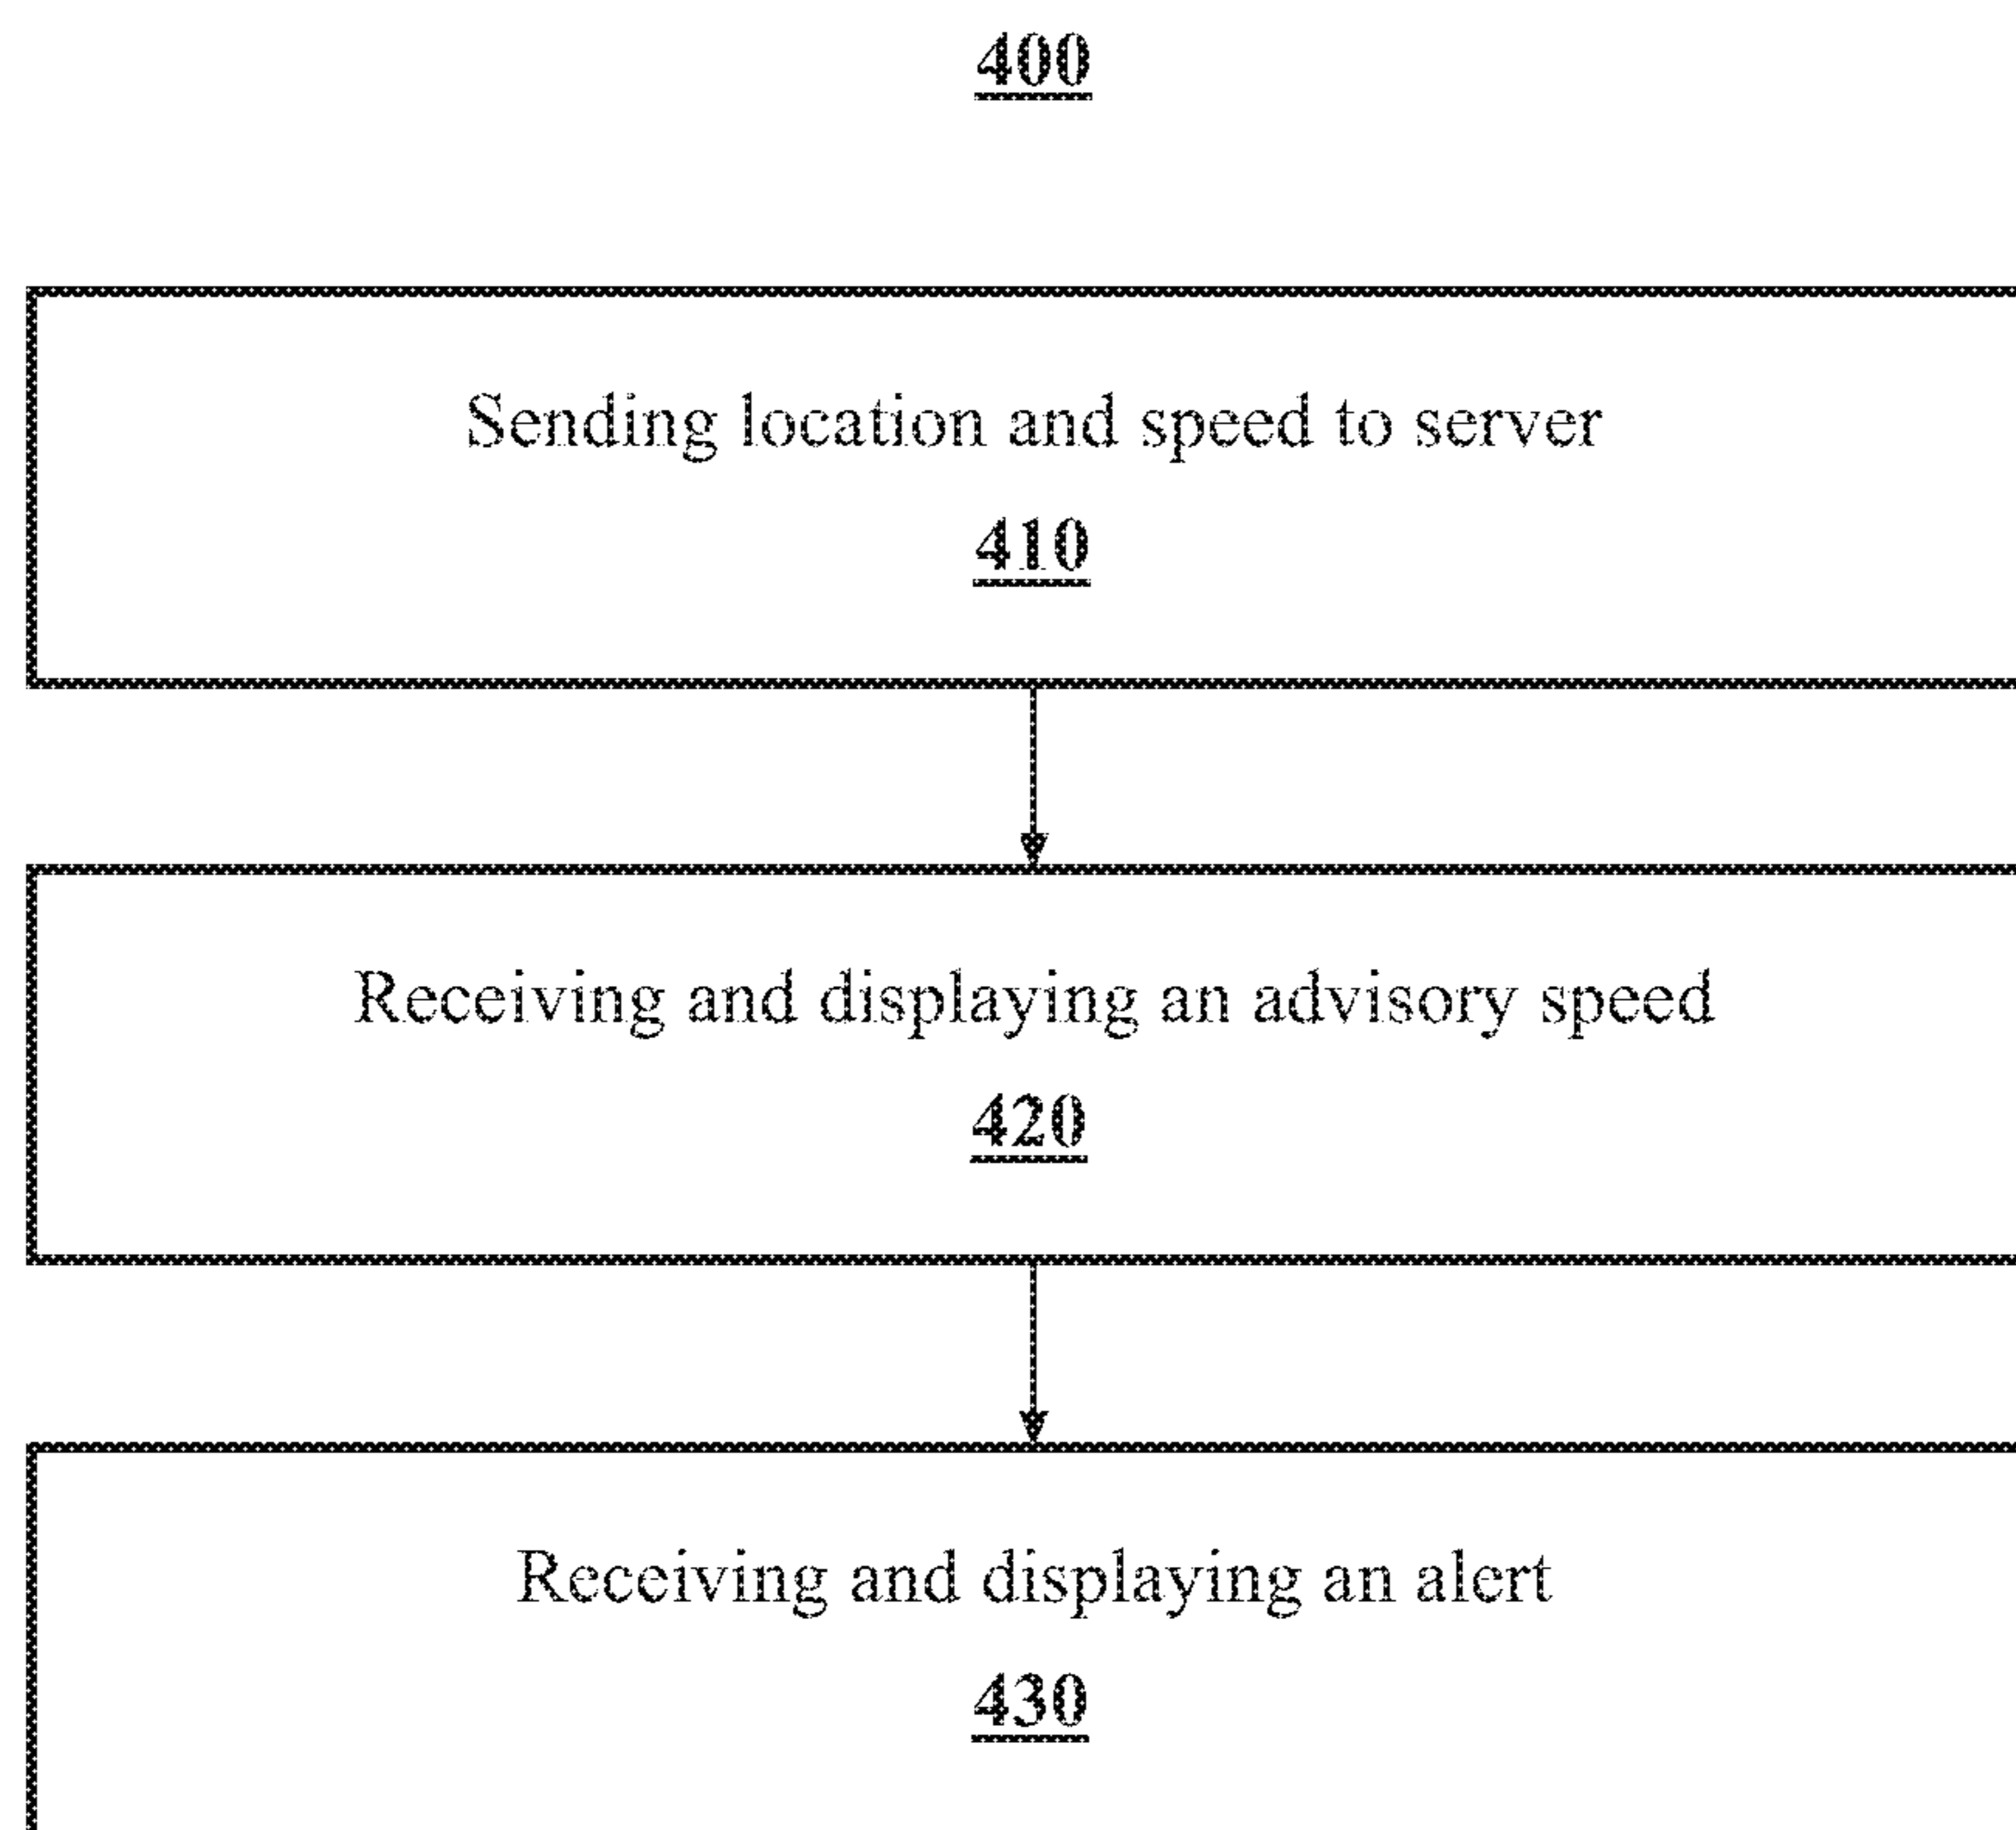 400
Sending location and speed to server
410
Receiving and displaying an advisory speed
420
Receiving and displaying an alert
430